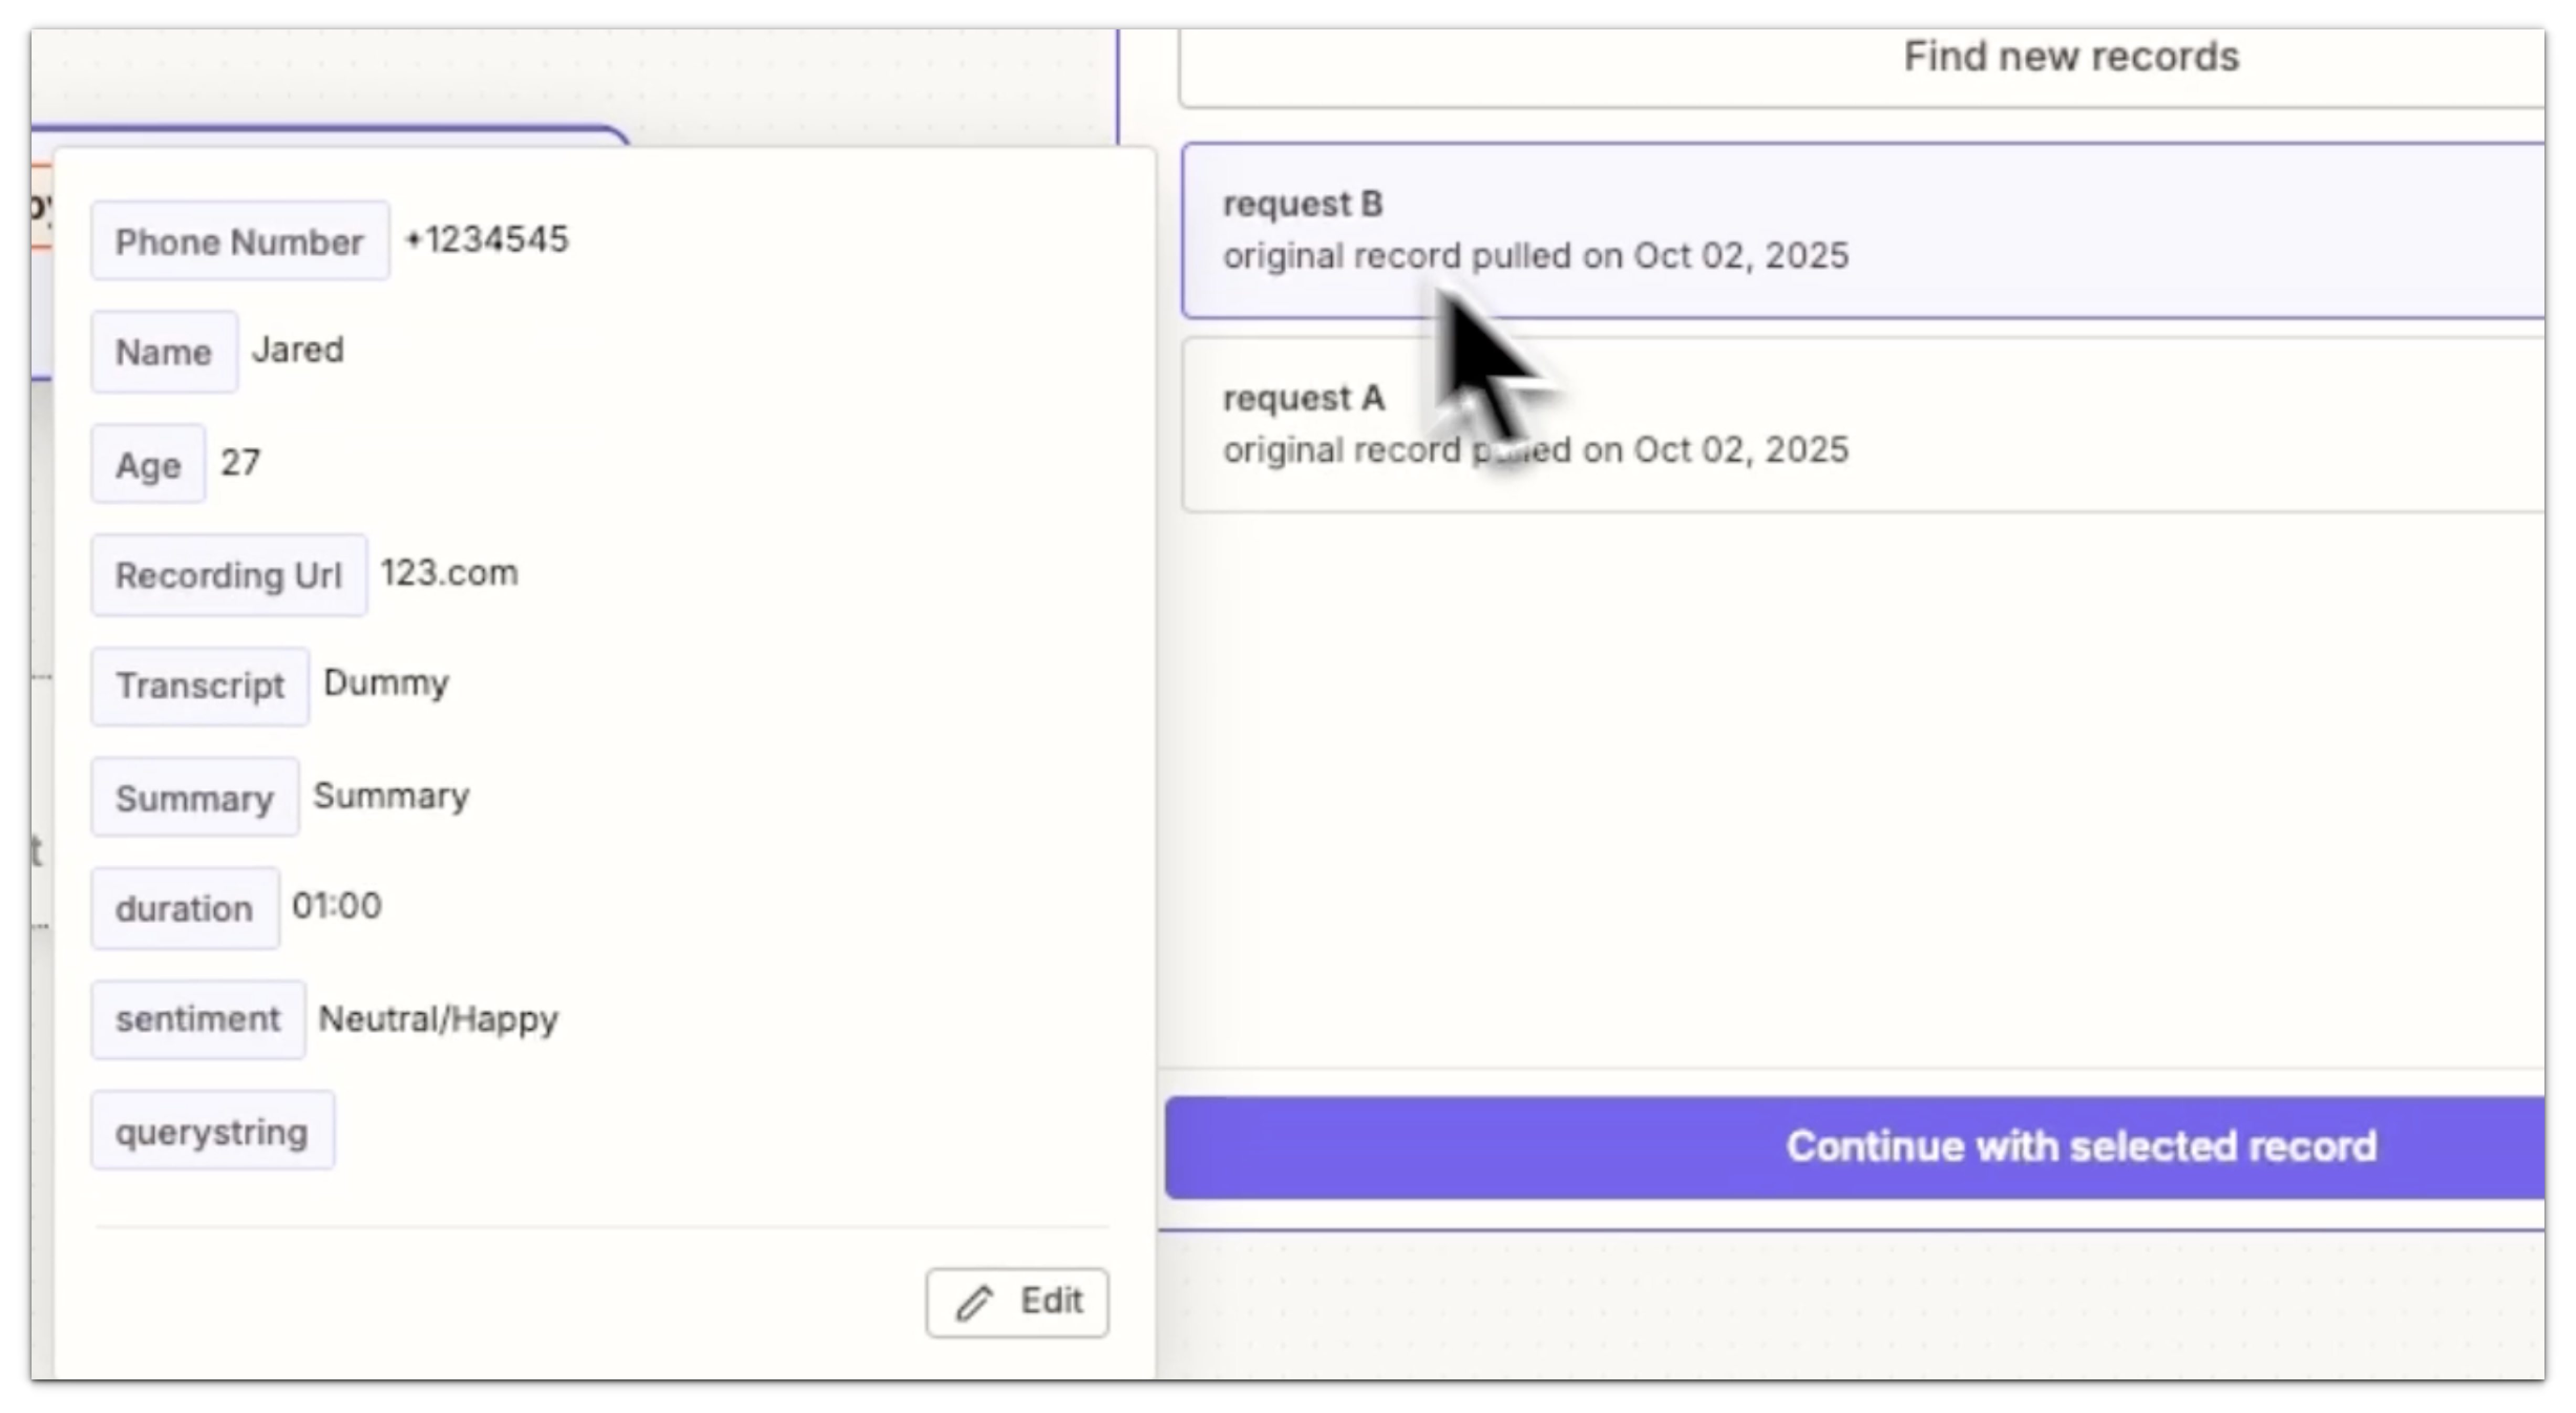 Find new records
Phone Number +1234545
Name Jared
Age 27
Recording Url 123.com
Transcript Dummy
Summary Summary
duration 01:00
sentiment Neutral/Happy
querystring
Edit
request B
original record pulled on Oct 02, 2025
request A
original record pulled on Oct 02, 2025
Continue with selected record